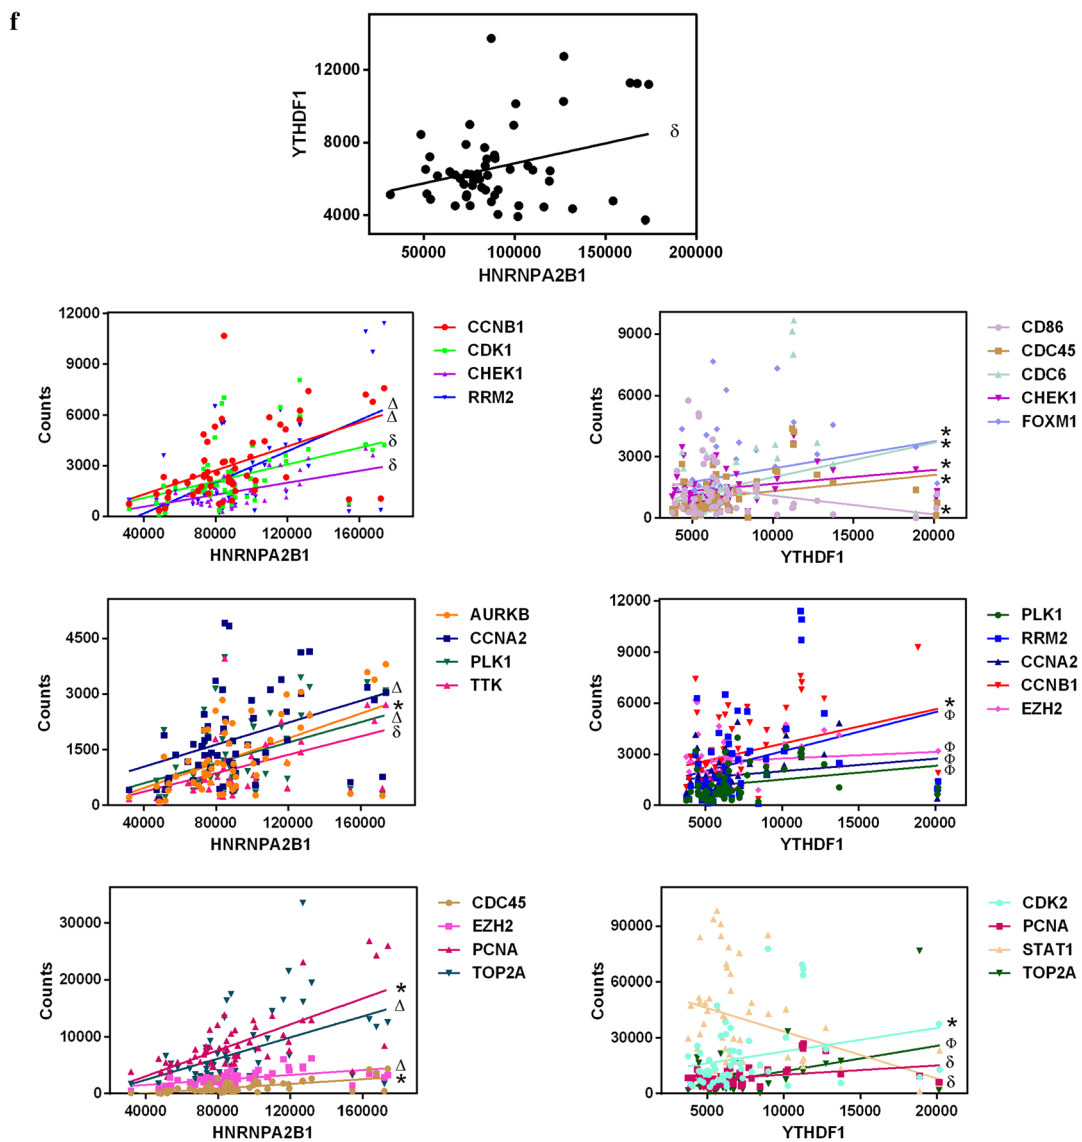 f
YTHDF1
12000
8000
4000
δ
50000 100000 150000 200000
HNRNPA2B1
Counts
12000
9000
6000
3000
0
40000 80000 120000 160000
HNRNPA2B1
Δ
Δ
δ
δ
CCNB1
CDK1
CHEK1
RRM2
Counts
9000
6000
3000
0
5000 10000 15000 20000
YTHDF1
*
*
*
*
*
CD86
CDC45
CDC6
CHEK1
FOXM1
Counts
4500
3000
1500
0
40000 80000 120000 160000
HNRNPA2B1
Δ
*
Δ
δ
AURKB
CCNA2
PLK1
TTK
Counts
12000
9000
6000
3000
0
5000 10000 15000 20000
YTHDF1
*
Φ
Φ
Φ
Φ
PLK1
RRM2
CCNA2
CCNB1
EZH2
Counts
30000
20000
10000
0
40000 80000 120000 160000
HNRNPA2B1
*
Δ
Δ
*
CDC45
EZH2
PCNA
TOP2A
Counts
90000
60000
30000
0
5000 10000 15000 20000
YTHDF1
*
Φ
δ
δ
CDK2
PCNA
STAT1
TOP2A